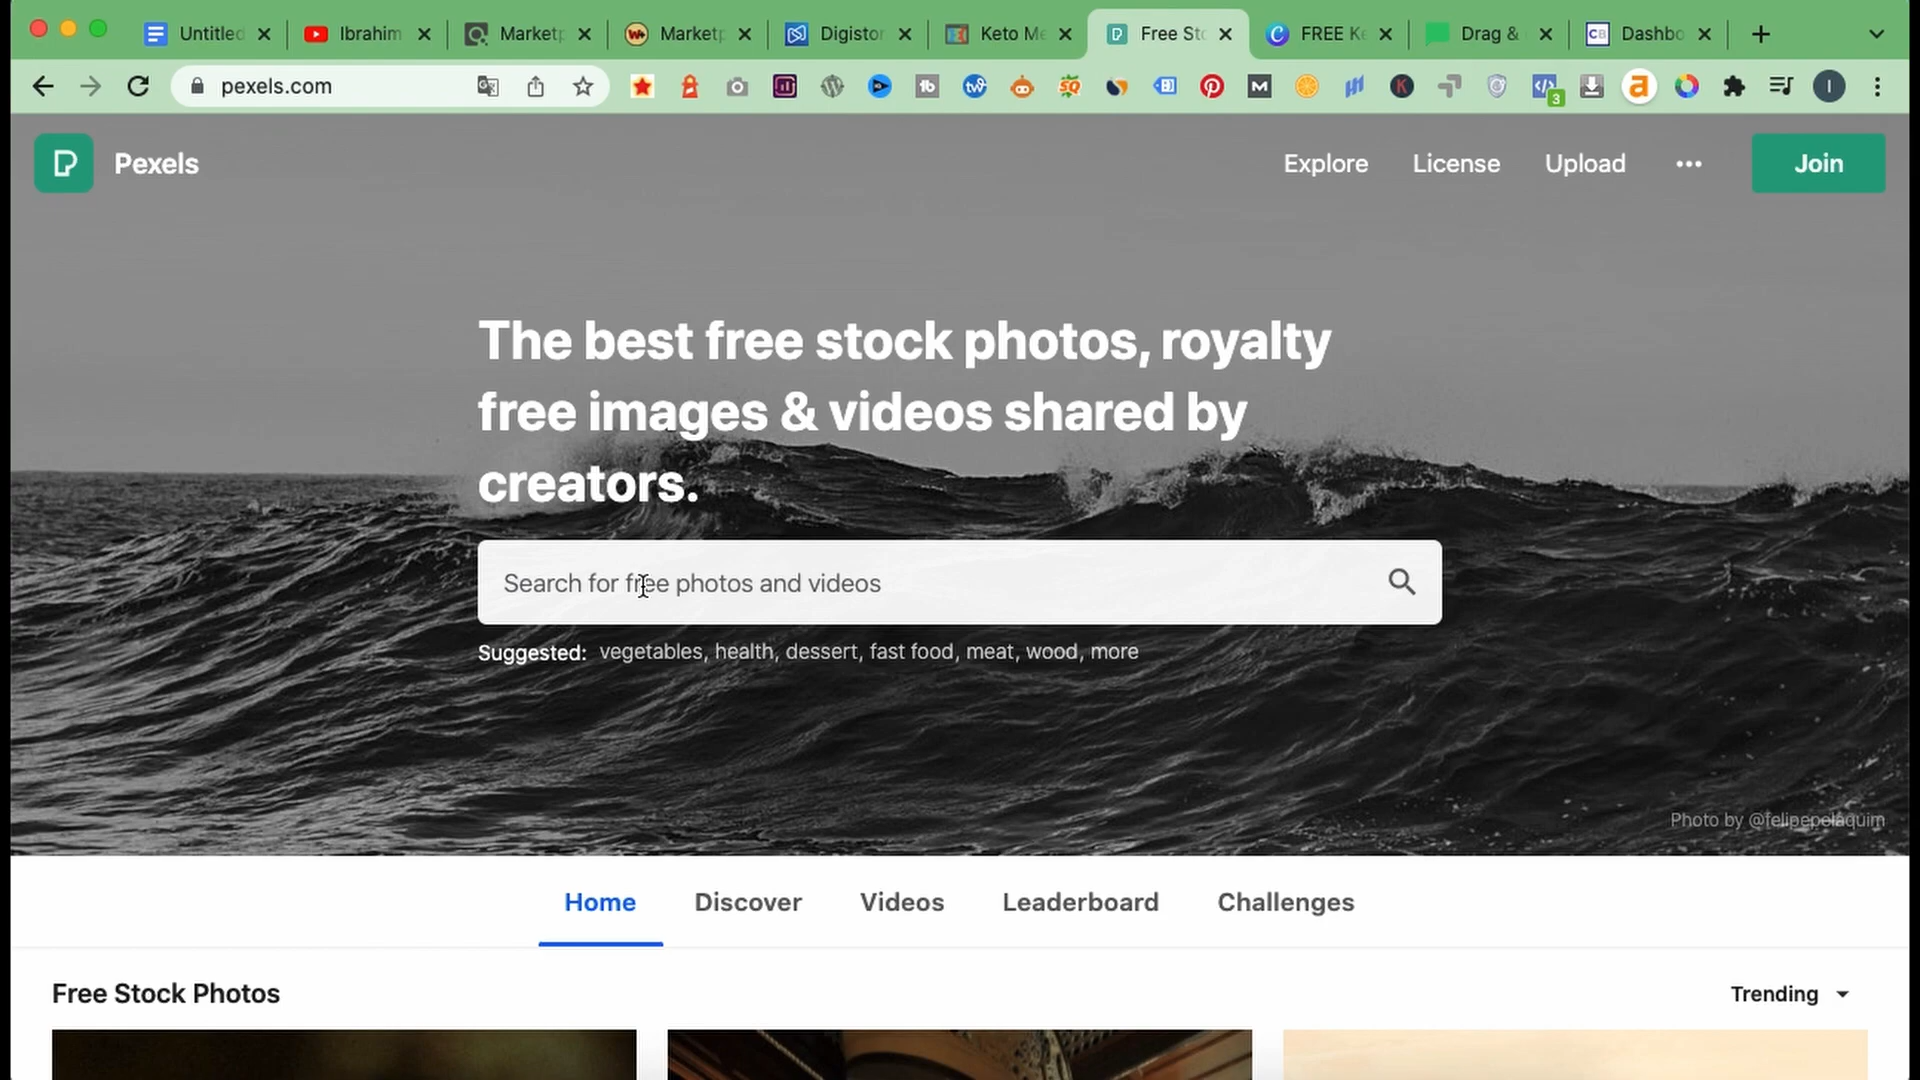 Untitled
Ibrahim
Marketp
Marketp
Digistor
Keto Me
Free Sto
FREE Ke
Drag &
Dashbo
pexels.com
3
I
Pexels
Explore
License
Upload
Join
The best free stock photos, royalty
free images & videos shared by
creators.
Search for free photos and videos
Suggested: vegetables, health, dessert, fast food, meat, wood, more
Photo by @felipepelaquim
Home
Discover
Videos
Leaderboard
Challenges
Free Stock Photos
Trending